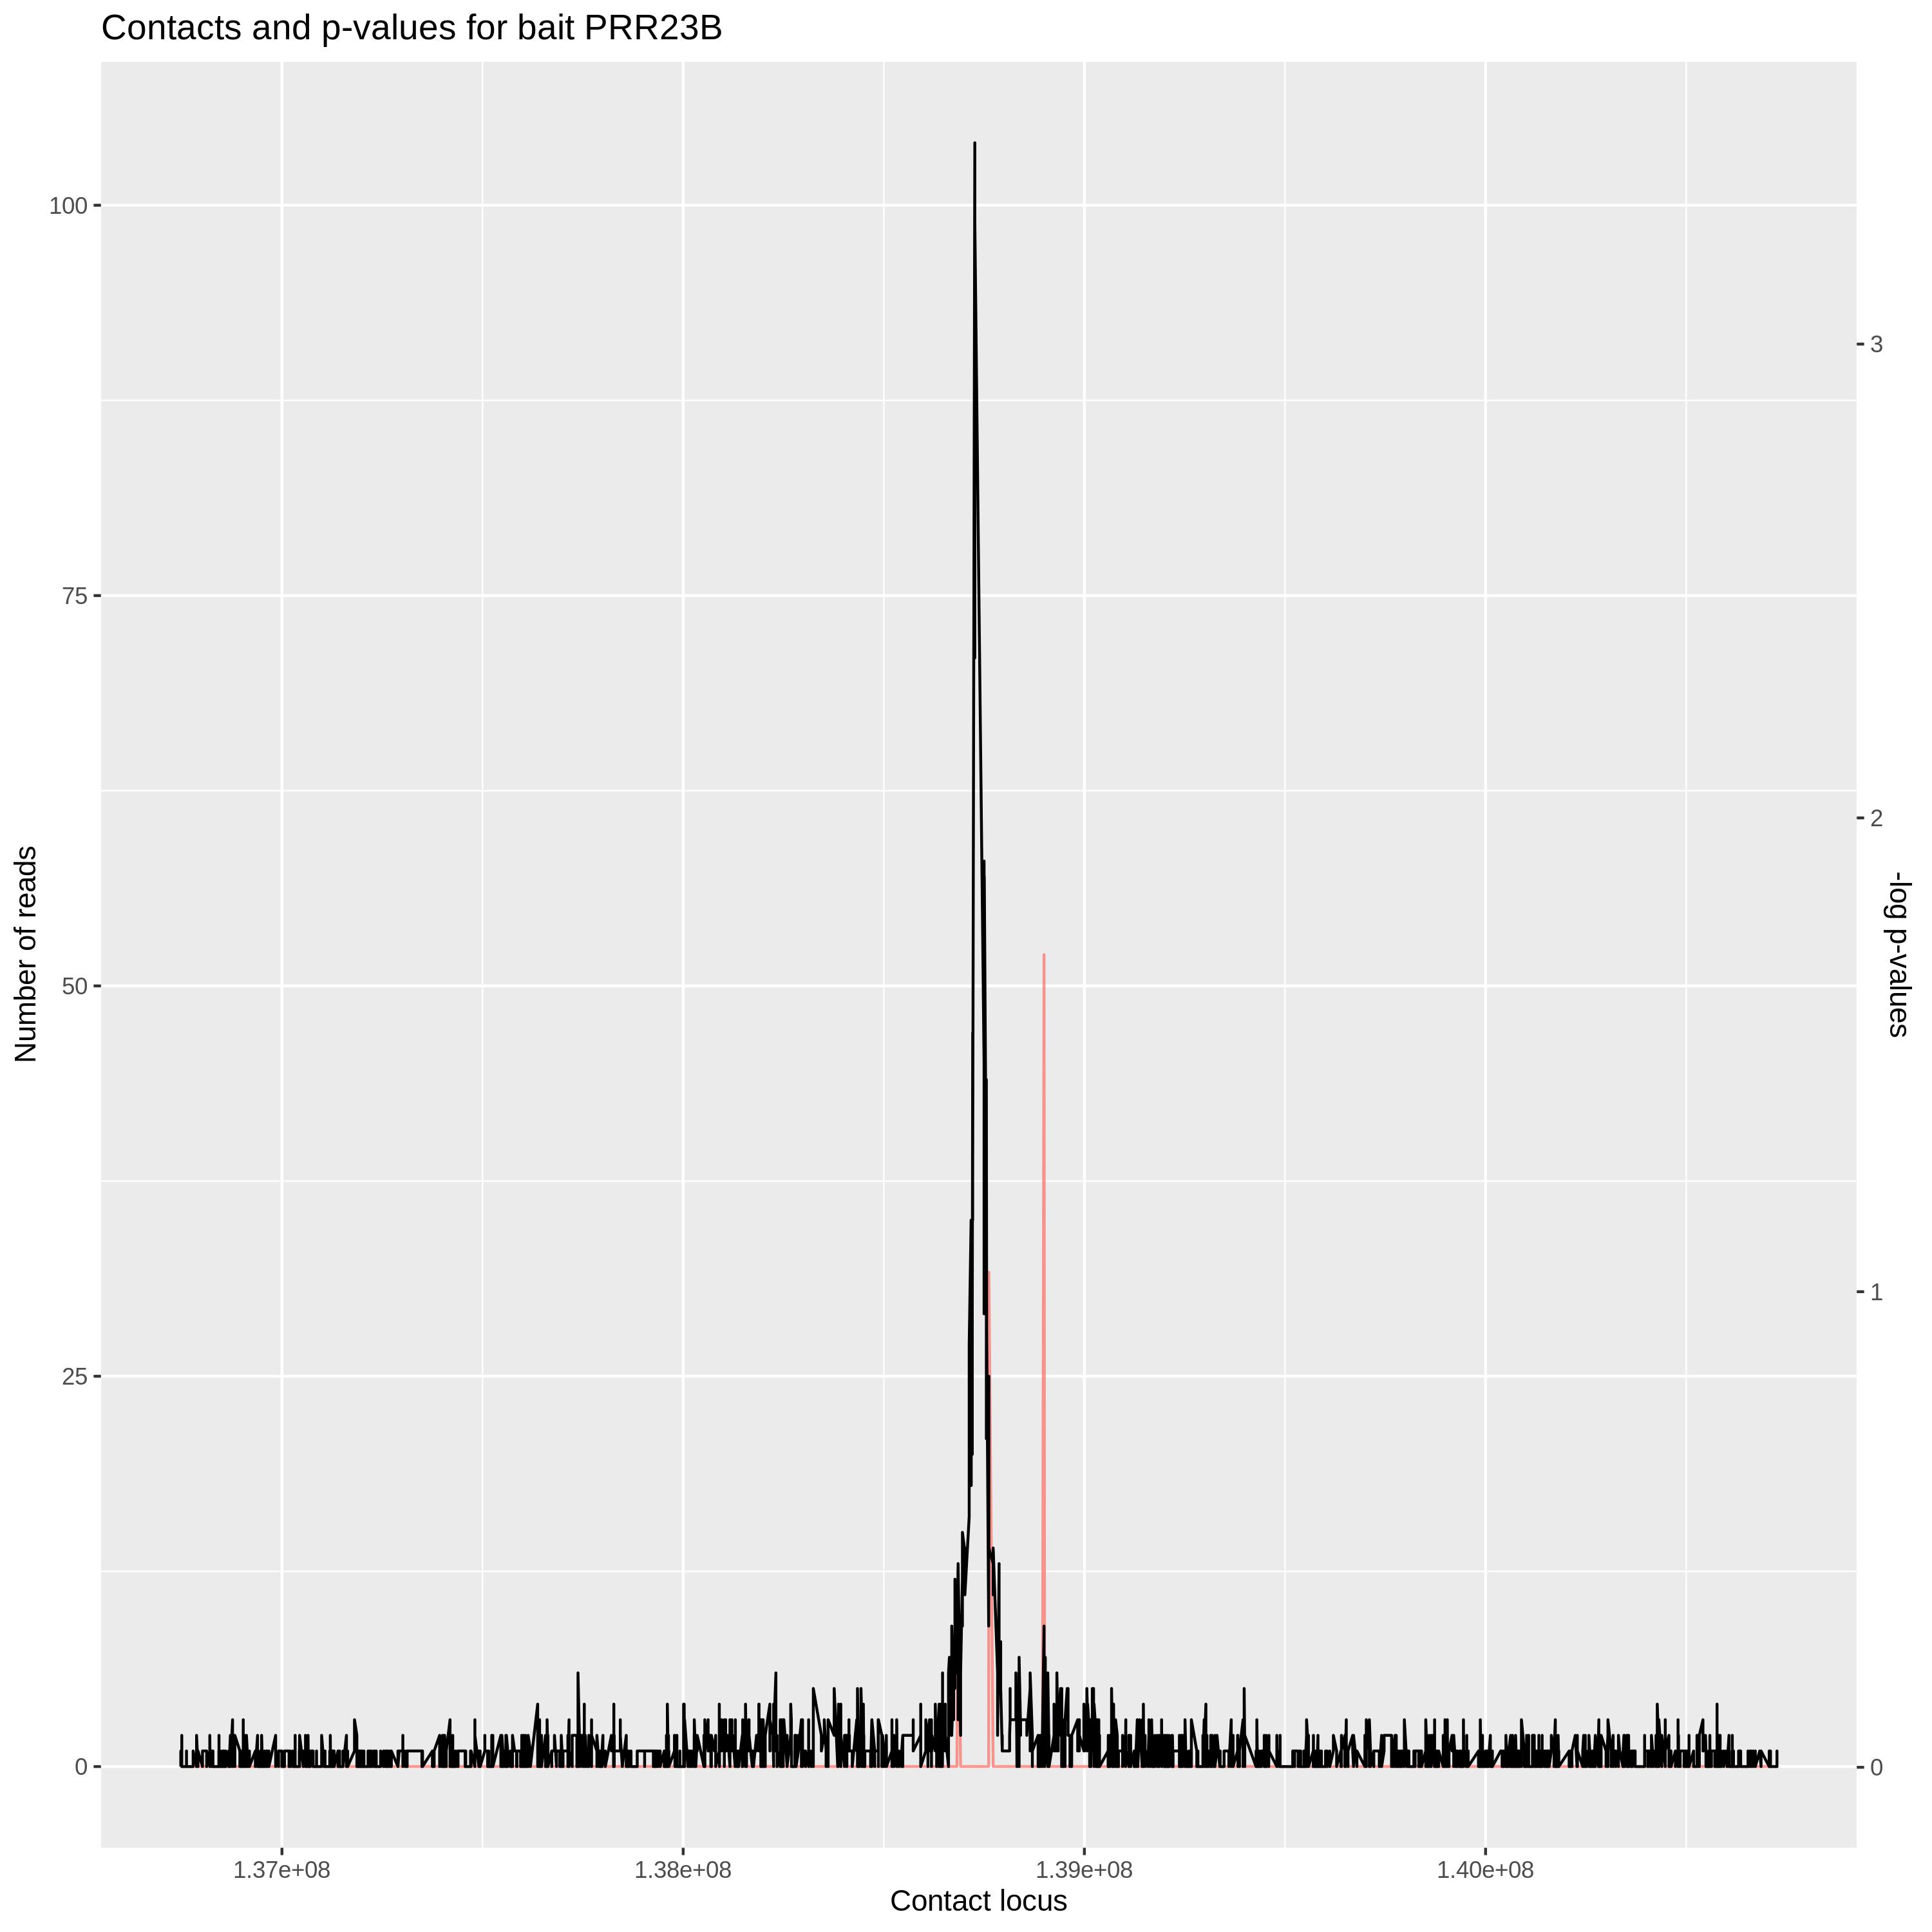 Contacts and p-values for bait PRR23B
100
75
50
25
0
Number of reads
3
2
1
0
-log p-values
1.37e+08
1.38e+08
1.39e+08
1.40e+08
Contact locus